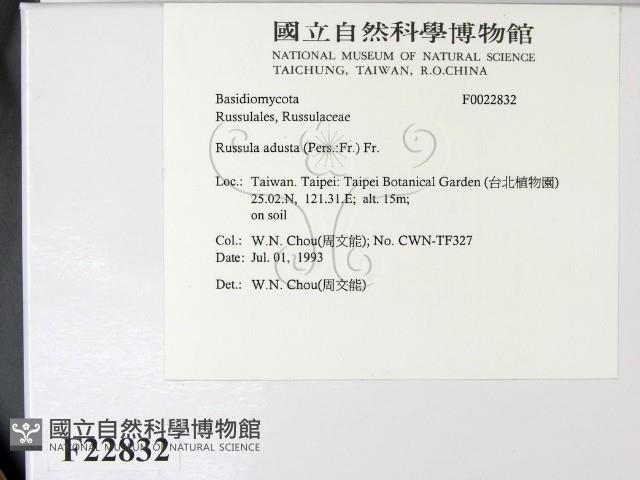 國立自然科學博物館
NATIONAL MUSEUM OF NATURAL SCIENCE
TAICHUNG, TAIWAN, R.O.CHINA
Basidiomycota F0022832
Russulales, Russulaceae
Russula adusta (Pers.:Fr.) Fr.
Loc.: Taiwan. Taipei: Taipei Botanical Garden (台北植物園)
25.02.N, 121.31.E; alt. 15m;
on soil
Col.: W.N. Chou(周文能); No. CWN-TF327
Date: Jul. 01, 1993
Det.: W.N. Chou(周文能)
國立自然科學博物館
NATIONAL MUSEUM OF NATURAL SCIENCE
F22832